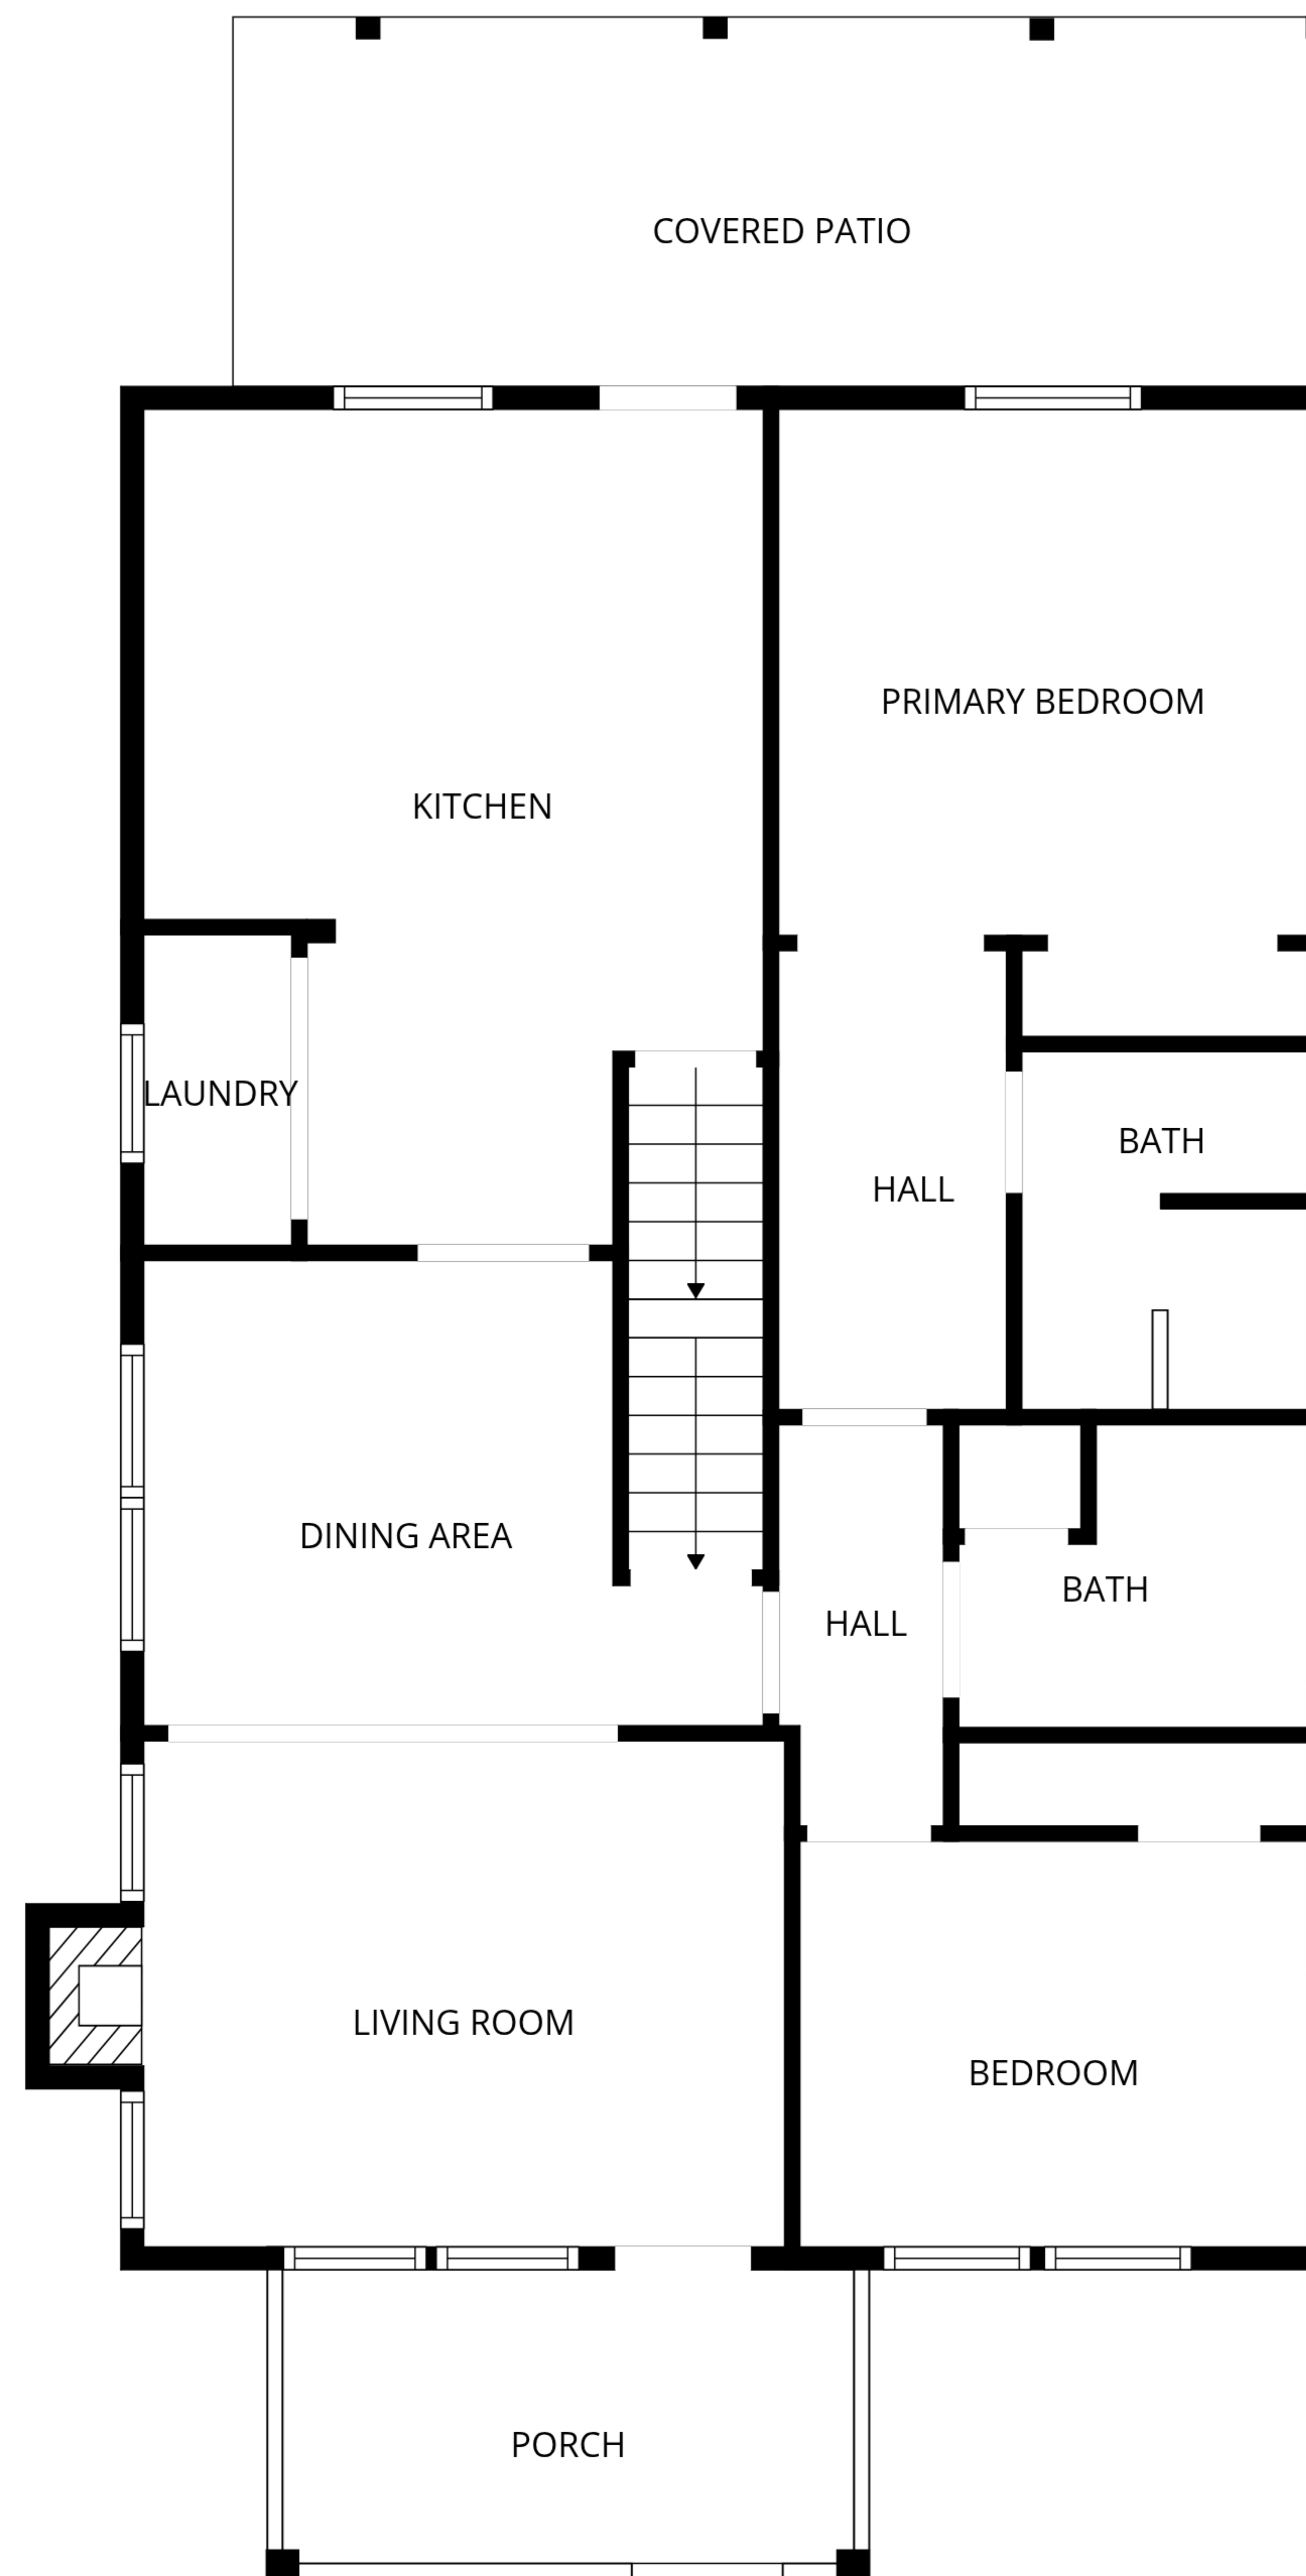 COVERED PATIO
PRIMARY BEDROOM
KITCHEN
LAUNDRY
BATH
HALL
DINING AREA
BATH
HALL
LIVING ROOM
BEDROOM
PORCH